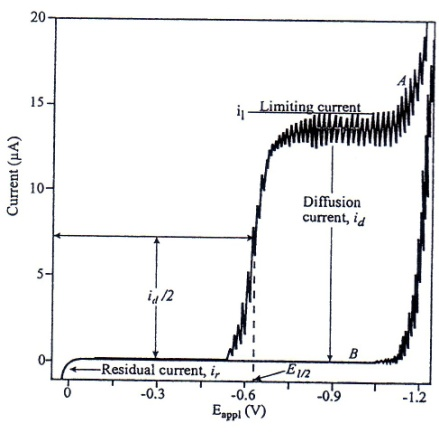 20
15
10
5
0
Current (μA)
i₁
Limiting current
A
Diffusion
current, i_d
i_d/2
B
Residual current, i_r
E_1/2
0
-0.3
-0.6
-0.9
-1.2
E_appl (V)